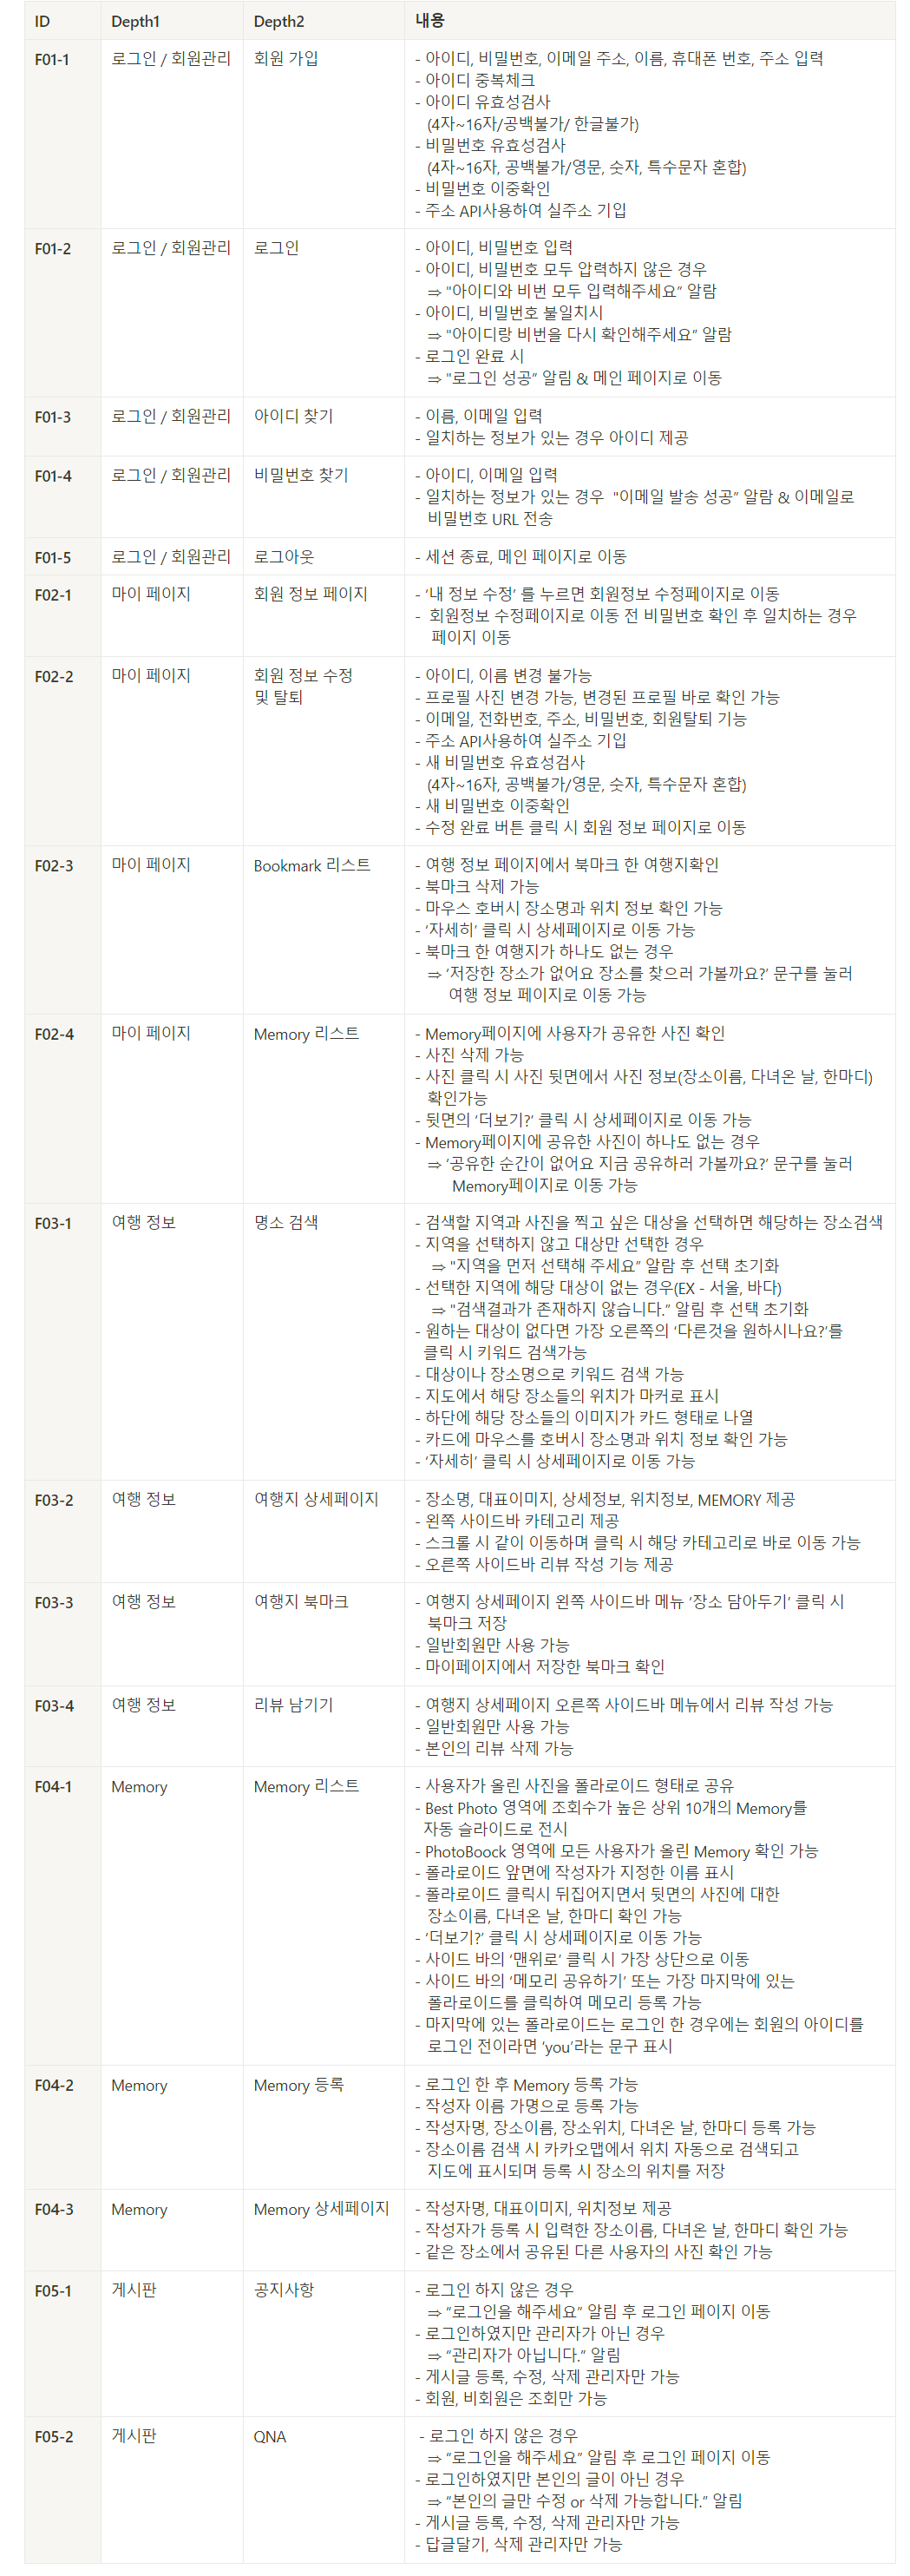 ID Depth1 Depth2 내용
F01-1 로그인 / 회원관리 회원 가입 - 아이디, 비밀번호, 이메일 주소, 이름, 휴대폰 번호, 주소 입력
- 아이디 중복체크
- 아이디 유효성검사
(4자~16자/공백불가/ 한글불가)
- 비밀번호 유효성검사
(4자~16자, 공백불가/영문, 숫자, 특수문자 혼합)
- 비밀번호 이중확인
- 주소 API사용하여 실주소 기입
F01-2 로그인 / 회원관리 로그인 - 아이디, 비밀번호 입력
- 아이디, 비밀번호 모두 압력하지 않은 경우
⇒ "아이디와 비번 모두 입력해주세요” 알람
- 아이디, 비밀번호 불일치시
⇒ "아이디랑 비번을 다시 확인해주세요” 알람
- 로그인 완료 시
⇒ "로그인 성공” 알림 & 메인 페이지로 이동
F01-3 로그인 / 회원관리 아이디 찾기 - 이름, 이메일 입력
- 일치하는 정보가 있는 경우 아이디 제공
F01-4 로그인 / 회원관리 비밀번호 찾기 - 아이디, 이메일 입력
- 일치하는 정보가 있는 경우 "이메일 발송 성공” 알람 & 이메일로
비밀번호 URL 전송
F01-5 로그인 / 회원관리 로그아웃 - 세션 종료, 메인 페이지로 이동
F02-1 마이 페이지 회원 정보 페이지 - ‘내 정보 수정’ 를 누르면 회원정보 수정페이지로 이동
- 회원정보 수정페이지로 이동 전 비밀번호 확인 후 일치하는 경우
페이지 이동
F02-2 마이 페이지 회원 정보 수정 - 아이디, 이름 변경 불가능
및 탈퇴 - 프로필 사진 변경 가능, 변경된 프로필 바로 확인 가능
- 이메일, 전화번호, 주소, 비밀번호, 회원탈퇴 기능
- 주소 API사용하여 실주소 기입
- 새 비밀번호 유효성검사
(4자~16자, 공백불가/영문, 숫자, 특수문자 혼합)
- 새 비밀번호 이중확인
- 수정 완료 버튼 클릭 시 회원 정보 페이지로 이동
F02-3 마이 페이지 Bookmark 리스트 - 여행 정보 페이지에서 북마크 한 여행지확인
- 북마크 삭제 가능
- 마우스 호버시 장소명과 위치 정보 확인 가능
- ‘자세히’ 클릭 시 상세페이지로 이동 가능
- 북마크 한 여행지가 하나도 없는 경우
⇒ ‘저장한 장소가 없어요 장소를 찾으러 가볼까요?’ 문구를 눌러
여행 정보 페이지로 이동 가능
F02-4 마이 페이지 Memory 리스트 - Memory페이지에 사용자가 공유한 사진 확인
- 사진 삭제 가능
- 사진 클릭 시 사진 뒷면에서 사진 정보(장소이름, 다녀온 날, 한마디)
확인가능
- 뒷면의 ‘더보기?’ 클릭 시 상세페이지로 이동 가능
- Memory페이지에 공유한 사진이 하나도 없는 경우
⇒ ‘공유한 순간이 없어요 지금 공유하러 가볼까요?’ 문구를 눌러
Memory페이지로 이동 가능
F03-1 여행 정보 명소 검색 - 검색할 지역과 사진을 찍고 싶은 대상을 선택하면 해당하는 장소검색
- 지역을 선택하지 않고 대상만 선택한 경우
⇒ "지역을 먼저 선택해 주세요” 알람 후 선택 초기화
- 선택한 지역에 해당 대상이 없는 경우(EX - 서울, 바다)
⇒ "검색결과가 존재하지 않습니다.” 알림 후 선택 초기화
- 원하는 대상이 없다면 가장 오른쪽의 ‘다른것을 원하시나요?’를
클릭 시 키워드 검색가능
- 대상이나 장소명으로 키워드 검색 가능
- 지도에서 해당 장소들의 위치가 마커로 표시
- 하단에 해당 장소들의 이미지가 카드 형태로 나열
- 카드에 마우스를 호버시 장소명과 위치 정보 확인 가능
- ‘자세히’ 클릭 시 상세페이지로 이동 가능
F03-2 여행 정보 여행지 상세페이지 - 장소명, 대표이미지, 상세정보, 위치정보, MEMORY 제공
- 왼쪽 사이드바 카테고리 제공
- 스크롤 시 같이 이동하며 클릭 시 해당 카테고리로 바로 이동 가능
- 오른쪽 사이드바 리뷰 작성 기능 제공
F03-3 여행 정보 여행지 북마크 - 여행지 상세페이지 왼쪽 사이드바 메뉴 ‘장소 담아두기’ 클릭 시
북마크 저장
- 일반회원만 사용 가능
- 마이페이지에서 저장한 북마크 확인
F03-4 여행 정보 리뷰 남기기 - 여행지 상세페이지 오른쪽 사이드바 메뉴에서 리뷰 작성 가능
- 일반회원만 사용 가능
- 본인의 리뷰 삭제 가능
F04-1 Memory Memory 리스트 - 사용자가 올린 사진을 폴라로이드 형태로 공유
- Best Photo 영역에 조회수가 높은 상위 10개의 Memory를
자동 슬라이드로 전시
- PhotoBoock 영역에 모든 사용자가 올린 Memory 확인 가능
- 폴라로이드 앞면에 작성자가 지정한 이름 표시
- 폴라로이드 클릭시 뒤집어지면서 뒷면의 사진에 대한
장소이름, 다녀온 날, 한마디 확인 가능
- ‘더보기?’ 클릭 시 상세페이지로 이동 가능
- 사이드 바의 ‘맨위로’ 클릭 시 가장 상단으로 이동
- 사이드 바의 ‘메모리 공유하기’ 또는 가장 마지막에 있는
폴라로이드를 클릭하여 메모리 등록 가능
- 마지막에 있는 폴라로이드는 로그인 한 경우에는 회원의 아이디를
로그인 전이라면 ‘you’라는 문구 표시
F04-2 Memory Memory 등록 - 로그인 한 후 Memory 등록 가능
- 작성자 이름 가명으로 등록 가능
- 작성자명, 장소이름, 장소위치, 다녀온 날, 한마디 등록 가능
- 장소이름 검색 시 카카오맵에서 위치 자동으로 검색되고
지도에 표시되며 등록 시 장소의 위치를 저장
F04-3 Memory Memory 상세페이지 - 작성자명, 대표이미지, 위치정보 제공
- 작성자가 등록 시 입력한 장소이름, 다녀온 날, 한마디 확인 가능
- 같은 장소에서 공유된 다른 사용자의 사진 확인 가능
F05-1 게시판 공지사항 - 로그인 하지 않은 경우
⇒ “로그인을 해주세요” 알림 후 로그인 페이지 이동
- 로그인하였지만 관리자가 아닌 경우
⇒ “관리자가 아닙니다.” 알림
- 게시글 등록, 수정, 삭제 관리자만 가능
- 회원, 비회원은 조회만 가능
F05-2 게시판 QNA - 로그인 하지 않은 경우
⇒ “로그인을 해주세요” 알림 후 로그인 페이지 이동
- 로그인하였지만 본인의 글이 아닌 경우
⇒ “본인의 글만 수정 or 삭제 가능합니다.” 알림
- 게시글 등록, 수정, 삭제 관리자만 가능
- 답글달기, 삭제 관리자만 가능